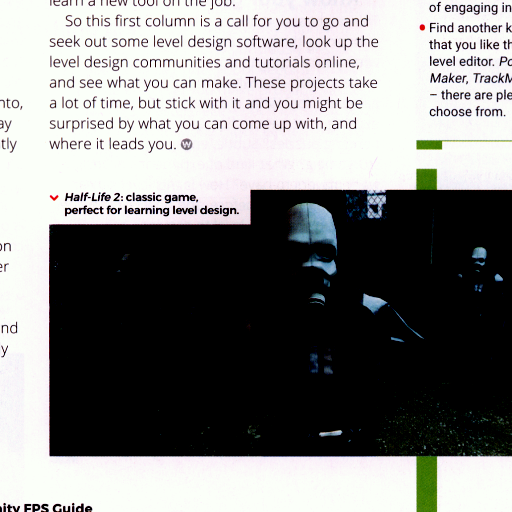 learn a new tool on the job.
So this first column is a call for you to go and
seek out some level design software, look up the
level design communities and tutorials online,
and see what you can make. These projects take
a lot of time, but stick with it and you might be
surprised by what you can come up with, and
where it leads you.
Half-Life 2: classic game,
perfect for learning level design.
of engaging in
Find another k
that you like th
level editor. Po
Maker, TrackM
– there are ple
choose from.
nto,
ay
tly
on
er
nd
y
nity FPS Guide